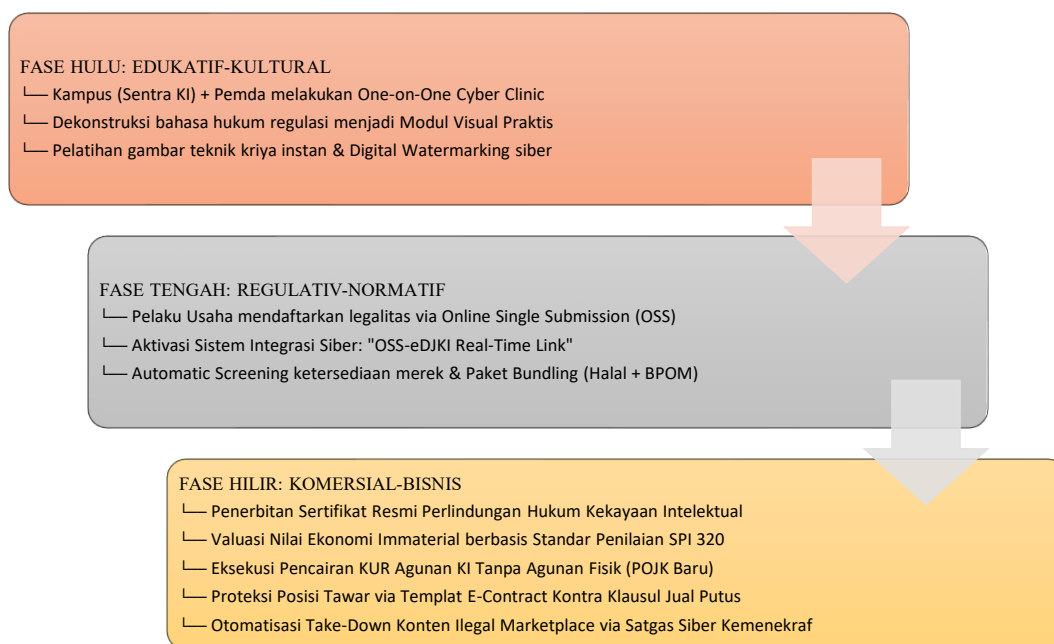 FASE HULU: EDUKATIF-KULTURAL
└── Kampus (Sentra KI) + Pemda melakukan One-on-One Cyber Clinic
└── Dekonstruksi bahasa hukum regulasi menjadi Modul Visual Praktis
└── Pelatihan gambar teknik kriya instan & Digital Watermarking siber
FASE TENGAH: REGULATIV-NORMATIF
└── Pelaku Usaha mendaftarkan legalitas via Online Single Submission (OSS)
└── Aktivasi Sistem Integrasi Siber: "OSS-eDJKI Real-Time Link"
└── Automatic Screening ketersediaan merek & Paket Bundling (Halal + BPOM)
FASE HILIR: KOMERSIAL-BISNIS
└── Penerbitan Sertifikat Resmi Perlindungan Hukum Kekayaan Intelektual
└── Valuasi Nilai Ekonomi Immaterial berbasis Standar Penilaian SPI 320
└── Eksekusi Pencairan KUR Agunan KI Tanpa Agunan Fisik (POJK Baru)
└── Proteksi Posisi Tawar via Templat E-Contract Kontra Klausul Jual Putus
└── Otomatisasi Take-Down Konten Ilegal Marketplace via Satgas Siber Kemenekraf